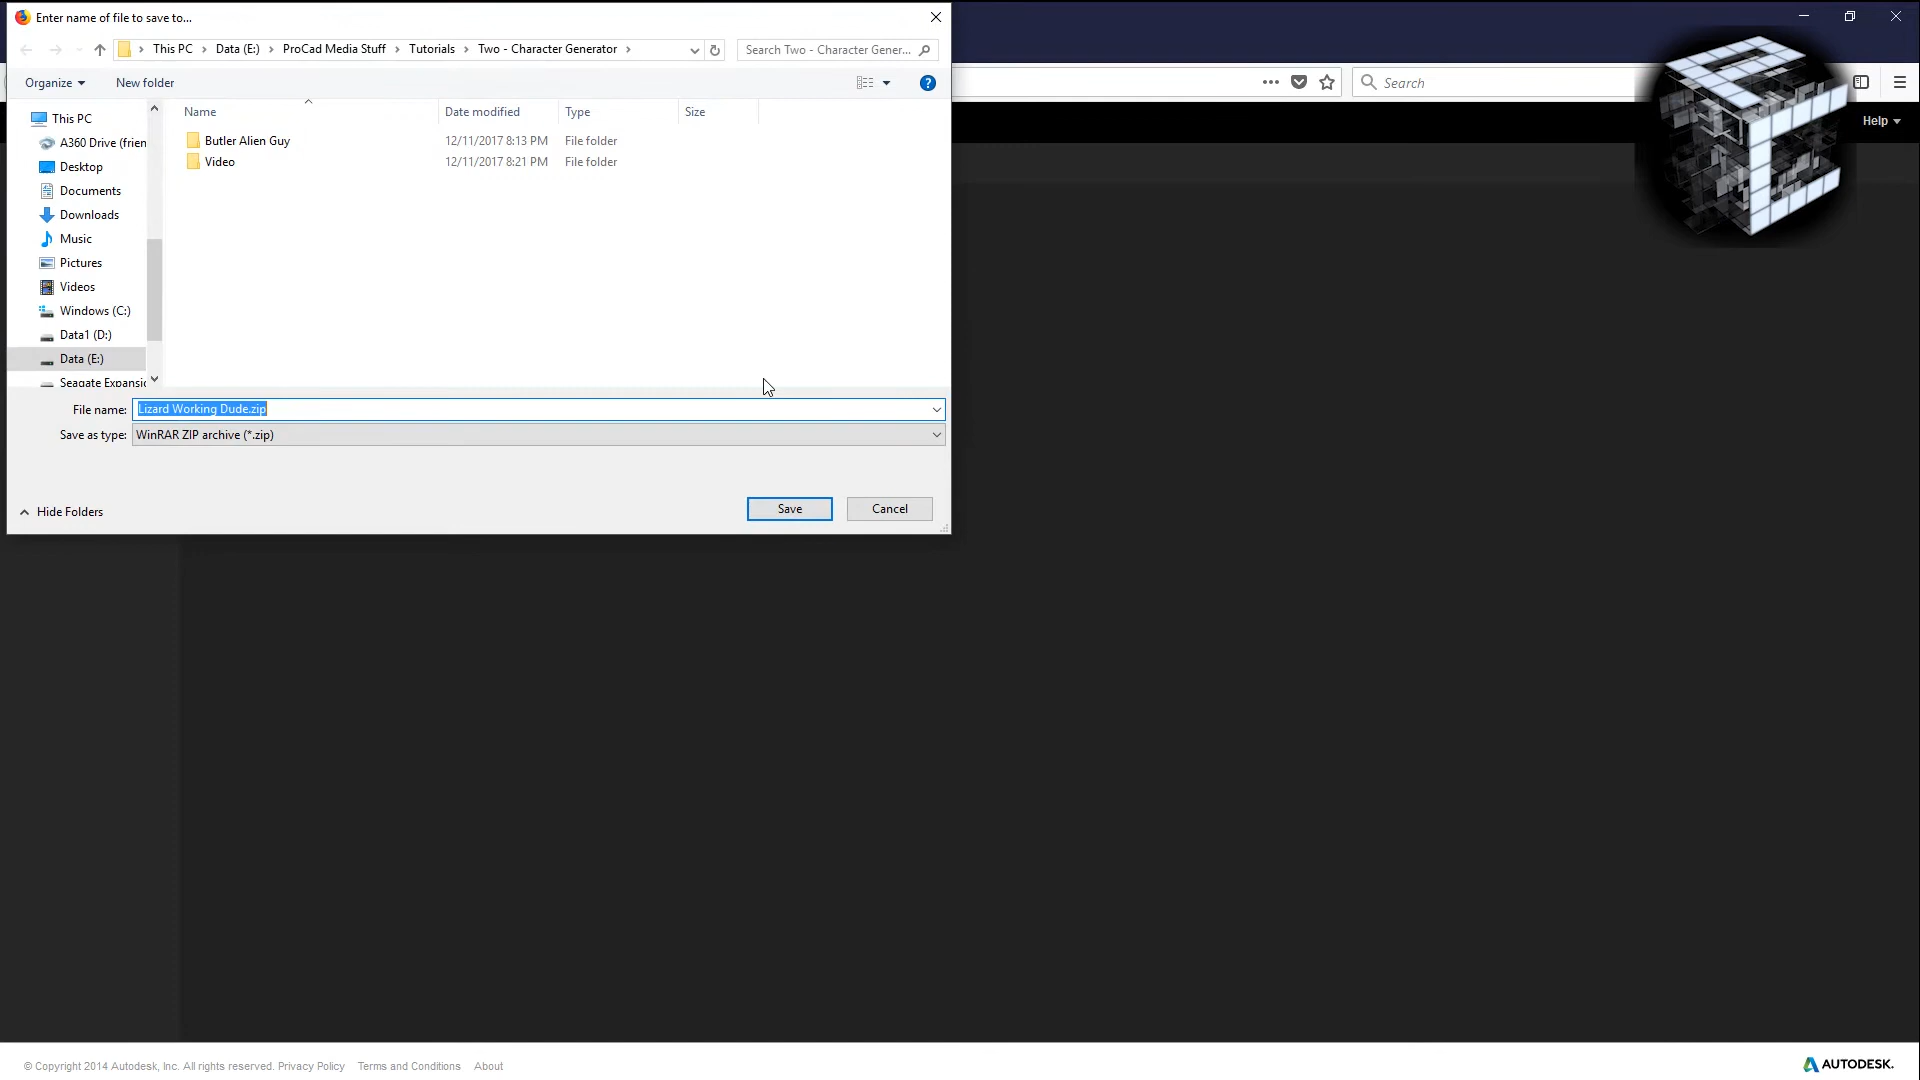 Enter name of file to save to...
This PC > Data (E:) > ProCad Media Stuff > Tutorials > Two - Character Generator >
Search Two - Character Gener...
Organize
New folder
Search
Help
Name
Date modified
Type
Size
This PC
A360 Drive (frien
Desktop
Documents
Downloads
Music
Pictures
Videos
Windows (C:)
Data1 (D:)
Data (E:)
Seagate Expansio
Butler Alien Guy 12/11/2017 8:13 PM File folder
Video 12/11/2017 8:21 PM File folder
File name: Lizard Working Dude.zip
Save as type: WinRAR ZIP archive (*.zip)
Hide Folders
Save
Cancel
© Copyright 2014 Autodesk, Inc. All rights reserved. Privacy Policy Terms and Conditions About
AUTODESK.